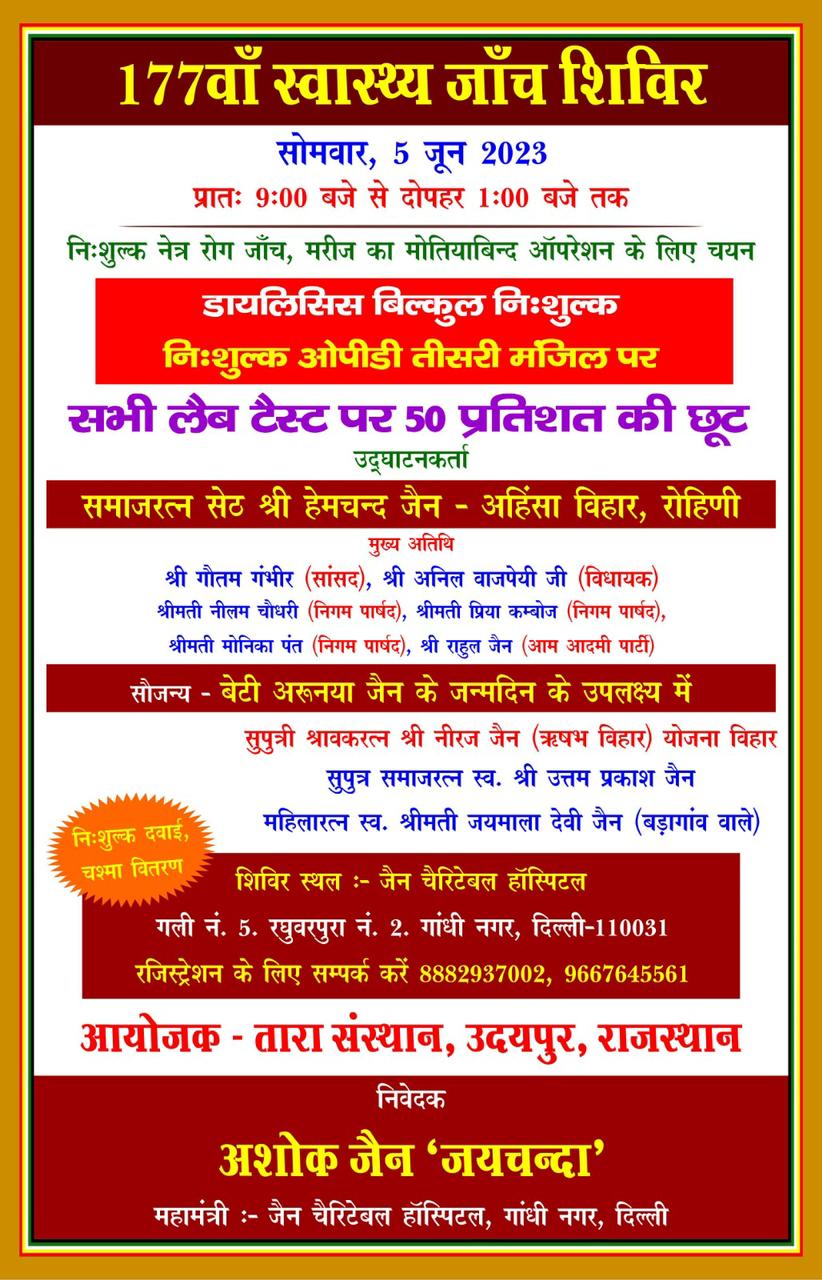 177वाँ स्वास्थ्य जाँच शिविर
सोमवार, 5 जून 2023
प्रातः 9:00 बजे से दोपहर 1:00 बजे तक
निःशुल्क नेत्र रोग जाँच, मरीज का मोतियाबिन्द ऑपरेशन के लिए चयन
डायलिसिस बिल्कुल निःशुल्क
निःशुल्क ओपीडी तीसरी मंजिल पर
सभी लैब टैस्ट पर 50 प्रतिशत की छूट
उद्घाटनकर्ता
समाजरत्न सेठ श्री हेमचन्द जैन - अहिंसा विहार, रोहिणी
मुख्य अतिथि
श्री गौतम गंभीर (सांसद), श्री अनिल वाजपेयी जी (विधायक)
श्रीमती नीलम चौधरी (निगम पार्षद), श्रीमती प्रिया कम्बोज (निगम पार्षद),
श्रीमती मोनिका पंत (निगम पार्षद), श्री राहुल जैन (आम आदमी पार्टी)
सौजन्य - बेटी अरूनया जैन के जन्मदिन के उपलक्ष्य में
सुपुत्री श्रावकरत्न श्री नीरज जैन (ऋषभ विहार) योजना विहार
सुपुत्र समाजरत्न स्व. श्री उत्तम प्रकाश जैन
महिलारत्न स्व. श्रीमती जयमाला देवी जैन (बड़ागांव वाले)
निःशुल्क दवाई,
चश्मा वितरण
शिविर स्थल ः- जैन चैरिटेबल हॉस्पिटल
गली नं. 5. रघुवरपुरा नं. 2. गांधी नगर, दिल्ली-110031
रजिस्ट्रेशन के लिए सम्पर्क करें 8882937002, 9667645561
आयोजक - तारा संस्थान, उदयपुर, राजस्थान
निवेदक
अशोक जैन ‘जयचन्दा’
महामंत्री ः- जैन चैरिटेबल हॉस्पिटल, गांधी नगर, दिल्ली